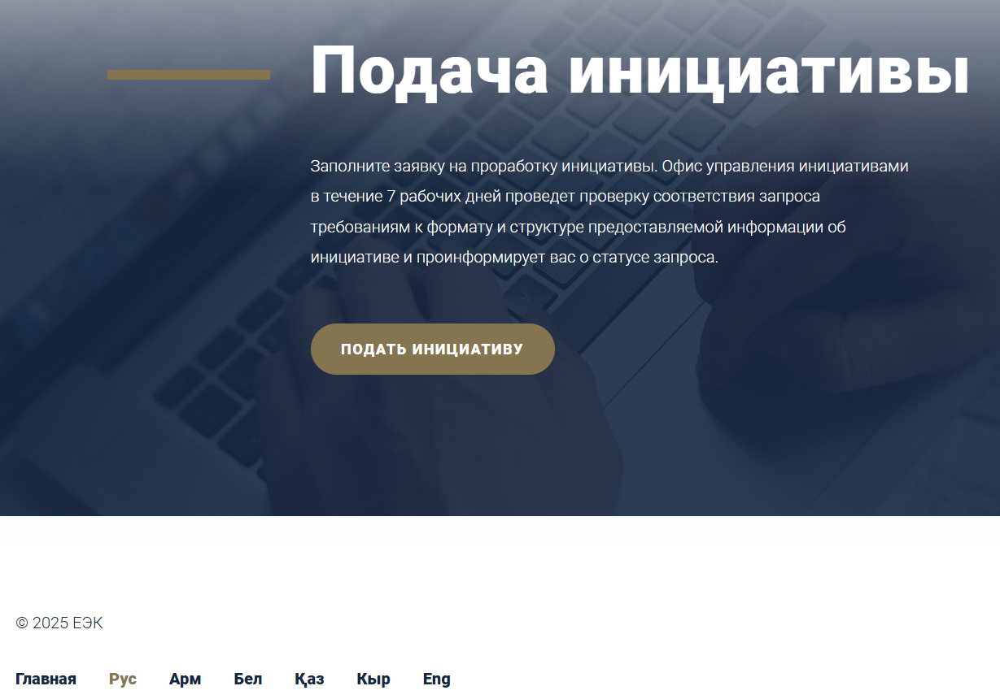 Подача инициативы
Заполните заявку на проработку инициативы. Офис управления инициативами
в течение 7 рабочих дней проведет проверку соответствия запроса
требованиям к формату и структуре предоставляемой информации об
инициативе и проинформирует вас о статусе запроса.
ПОДАТЬ ИНИЦИАТИВУ
© 2025 ЕЭК
Главная Рус Арм Бел Қаз Кыр Eng